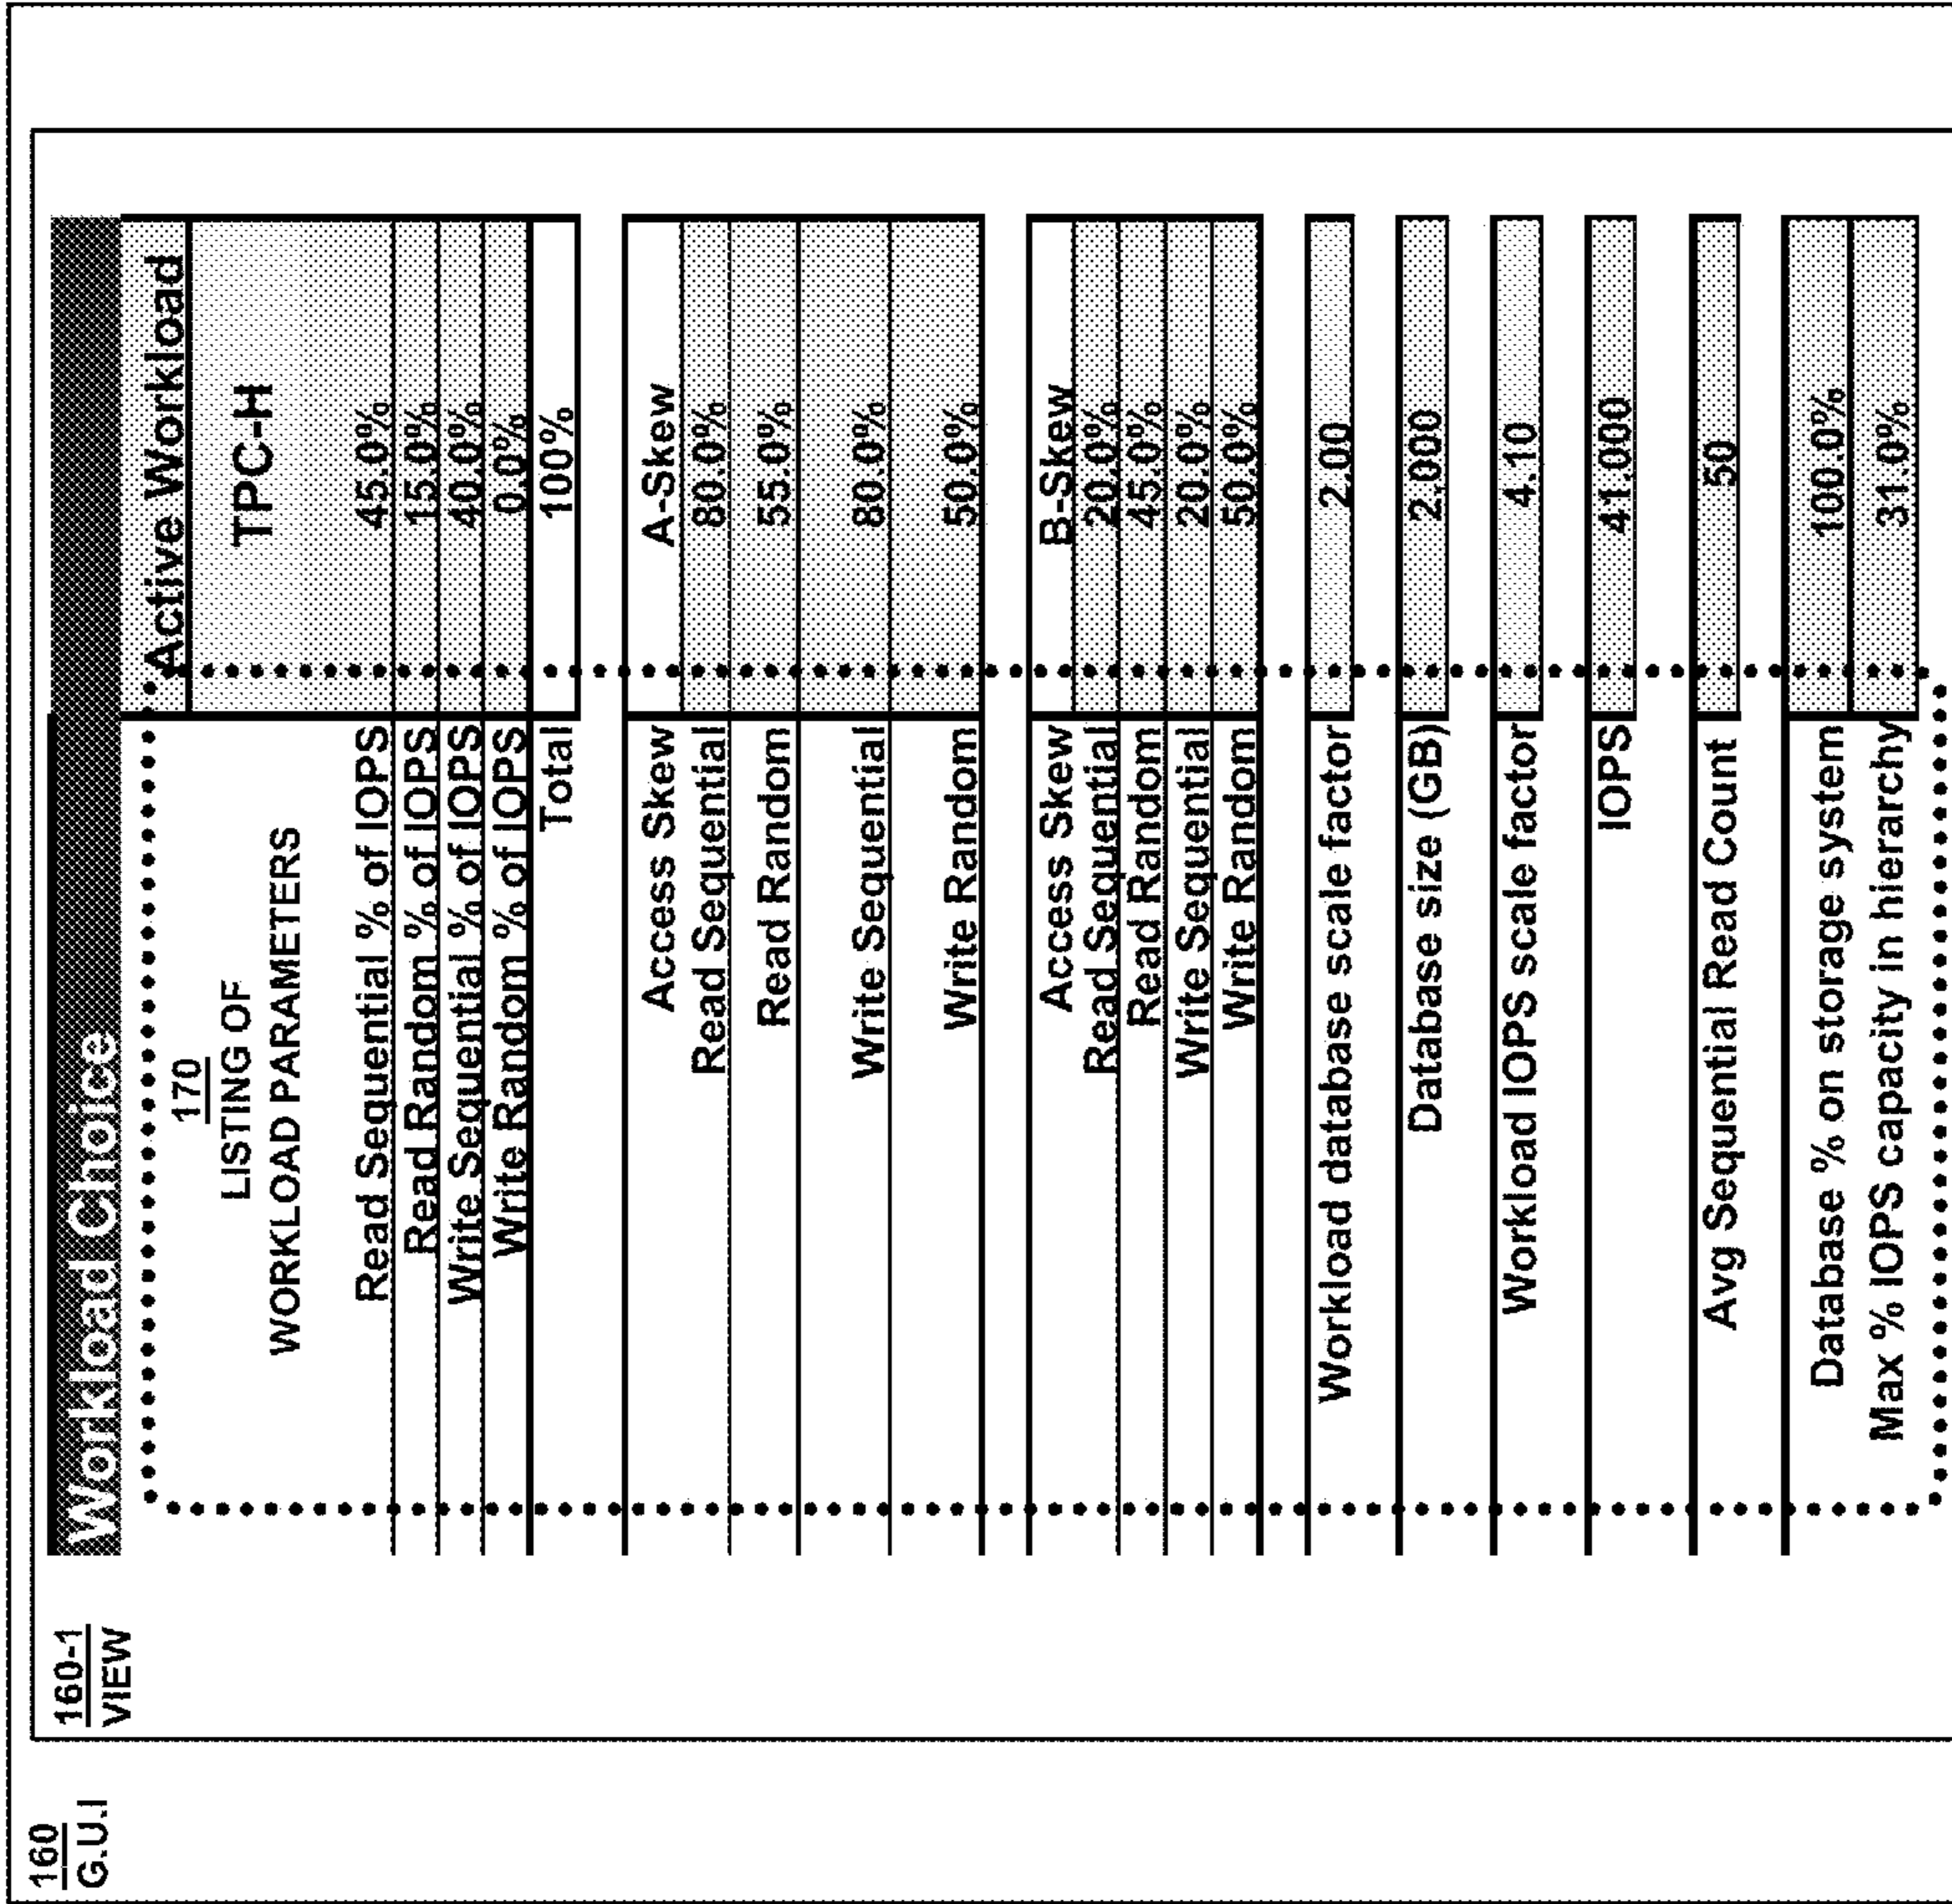 160
G.U.I
160-1
VIEW
Workload Choice
Active Workload
170
LISTING OF
WORKLOAD PARAMETERS
TPC-H
Read Sequential % of IOPS 45.0%
Read Random % of IOPS 15.0%
Write Sequential % of IOPS 40.0%
Write Random % of IOPS 0.0%
Total 100%
Access Skew A-Skew
Read Sequential 80.0%
Read Random 55.0%
Write Sequential 80.0%
Write Random 50.0%
Access Skew B-Skew
Read Sequential 20.0%
Read Random 45.0%
Write Sequential 20.0%
Write Random 50.0%
Workload database scale factor 2.00
Database size (GB) 2,000
Workload IOPS scale factor 4.10
IOPS 41,000
Avg Sequential Read Count 50
Database % on storage system 100.0%
Max % IOPS capacity in hierarchy 31.0%